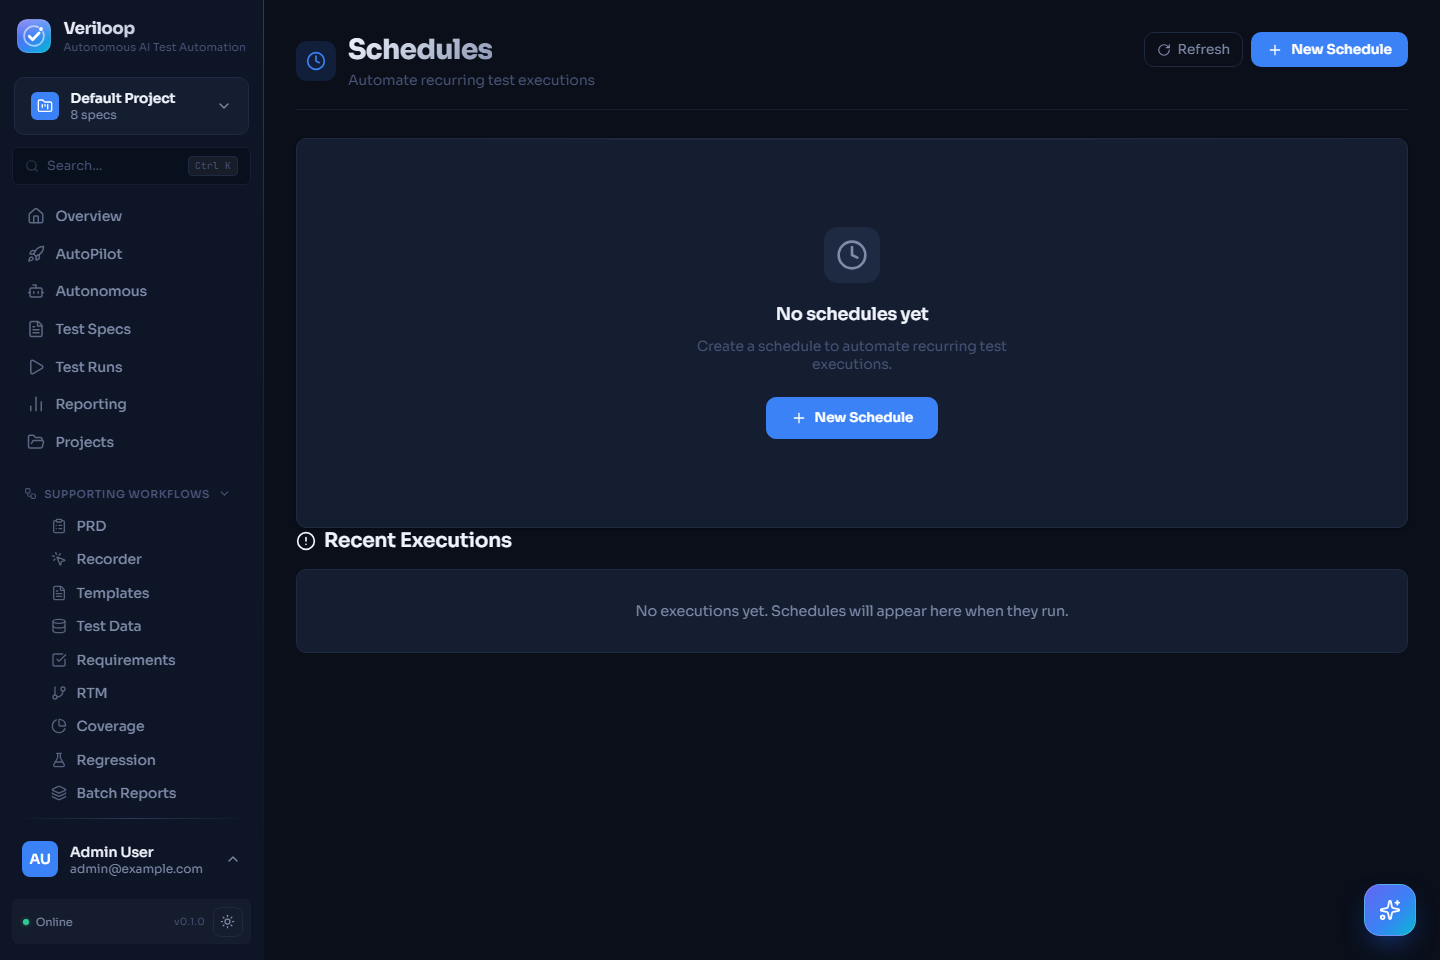 Veriloop
Autonomous AI Test Automation
Default Project
8 specs
Search...
Ctrl K
Overview
AutoPilot
Autonomous
Test Specs
Test Runs
Reporting
Projects
SUPPORTING WORKFLOWS
PRD
Recorder
Templates
Test Data
Requirements
RTM
Coverage
Regression
Batch Reports
AU
Admin User
admin@example.com
Online
v0.1.0
Schedules
Automate recurring test executions
Refresh
New Schedule
No schedules yet
Create a schedule to automate recurring test
executions.
New Schedule
Recent Executions
No executions yet. Schedules will appear here when they run.